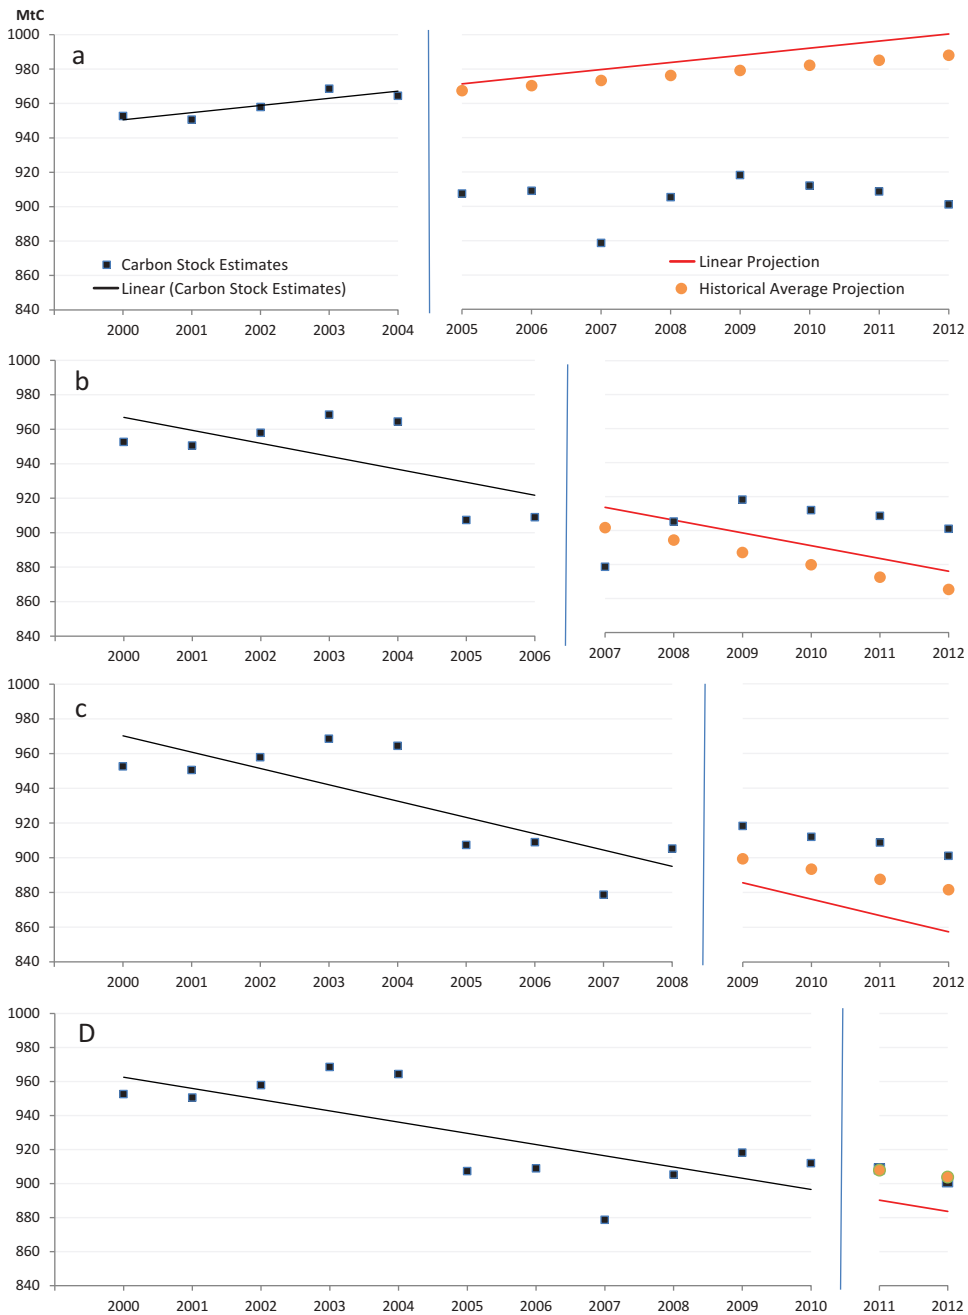 MtC
a
1000
980
960
940
920
900
880
860
840
Carbon Stock Estimates
Linear (Carbon Stock Estimates)
Linear Projection
Historical Average Projection
2000 2001 2002 2003 2004 2005 2006 2007 2008 2009 2010 2011 2012
b
1000
980
960
940
920
900
880
860
840
2000 2001 2002 2003 2004 2005 2006 2007 2008 2009 2010 2011 2012
c
1000
980
960
940
920
900
880
860
840
2000 2001 2002 2003 2004 2005 2006 2007 2008 2009 2010 2011 2012
D
1000
980
960
940
920
900
880
860
840
2000 2001 2002 2003 2004 2005 2006 2007 2008 2009 2010 2011 2012